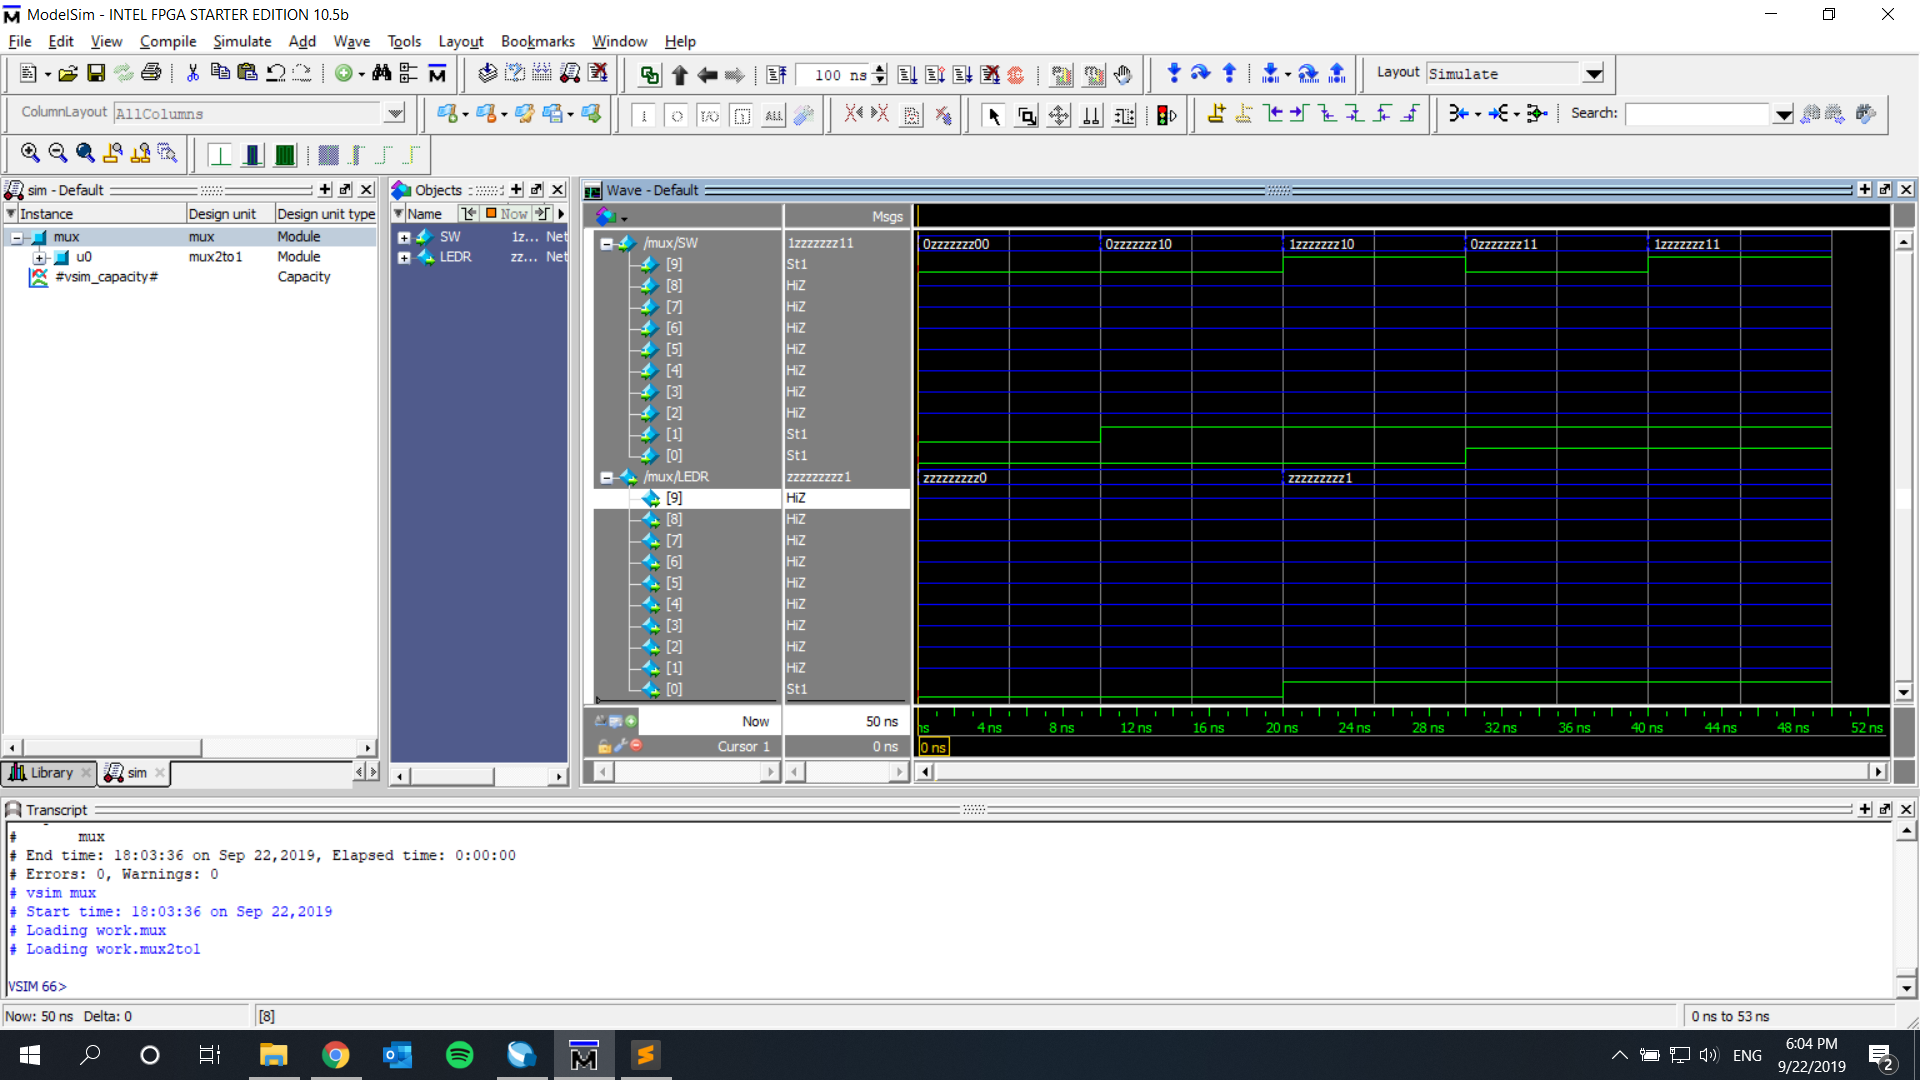 ModelSim - INTEL FPGA STARTER EDITION 10.5b
File Edit View Compile Simulate Add Wave Tools Layout Bookmarks Window Help
100 ns Layout Simulate
ColumnLayout AllColumns Search:
sim - Default
Instance Design unit Design unit type
mux mux Module
u0 mux2to1 Module
#vsim_capacity# Capacity
Library sim
Objects
Name Now
SW 1z... Net
LEDR zz... Net
Wave - Default
Msgs
/mux/SW 1zzzzzzz11 0zzzzzzz00 0zzzzzzz10 1zzzzzzz10 0zzzzzzz11 1zzzzzzz11
[9] St1
[8] HiZ
[7] HiZ
[6] HiZ
[5] HiZ
[4] HiZ
[3] HiZ
[2] HiZ
[1] St1
[0] St1
/mux/LEDR zzzzzzzzz1 zzzzzzzzz0 zzzzzzzzz1
[9] HiZ
[8] HiZ
[7] HiZ
[6] HiZ
[5] HiZ
[4] HiZ
[3] HiZ
[2] HiZ
[1] HiZ
[0] St1
Now 50 ns ns 4 ns 8 ns 12 ns 16 ns 20 ns 24 ns 28 ns 32 ns 36 ns 40 ns 44 ns 48 ns 52 ns
Cursor 1 0 ns 0 ns
Transcript
# mux
# End time: 18:03:36 on Sep 22,2019, Elapsed time: 0:00:00
# Errors: 0, Warnings: 0
# vsim mux
# Start time: 18:03:36 on Sep 22,2019
# Loading work.mux
# Loading work.mux2to1
VSIM 66>
Now: 50 ns Delta: 0 [8] 0 ns to 53 ns
ENG 6:04 PM
9/22/2019 2